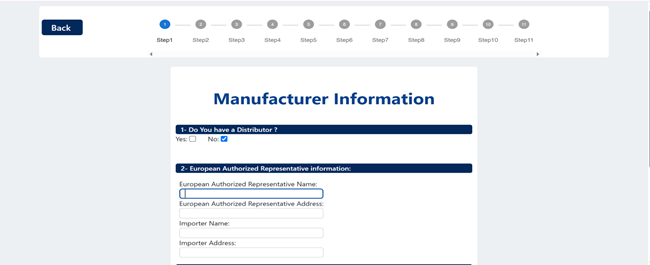 Back
1 2 3 4 5 6 7 8 9 10 11
Step1 Step2 Step3 Step4 Step5 Step6 Step7 Step8 Step9 Step10 Step11
Manufacturer Information
1- Do You have a Distributor ?
Yes: No:
2- European Authorized Representative information:
European Authorized Representative Name:
European Authorized Representative Address:
Importer Name:
Importer Address: